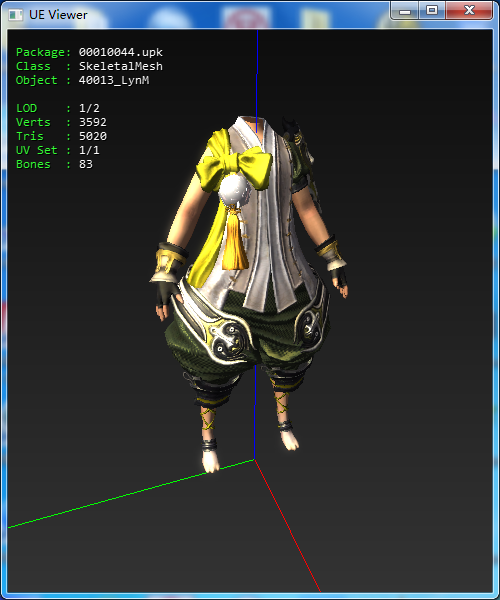 UE Viewer
Package: 00010044.upk
Class : SkeletalMesh
Object : 40013_LynM
LOD : 1/2
Verts : 3592
Tris : 5020
UV Set : 1/1
Bones : 83